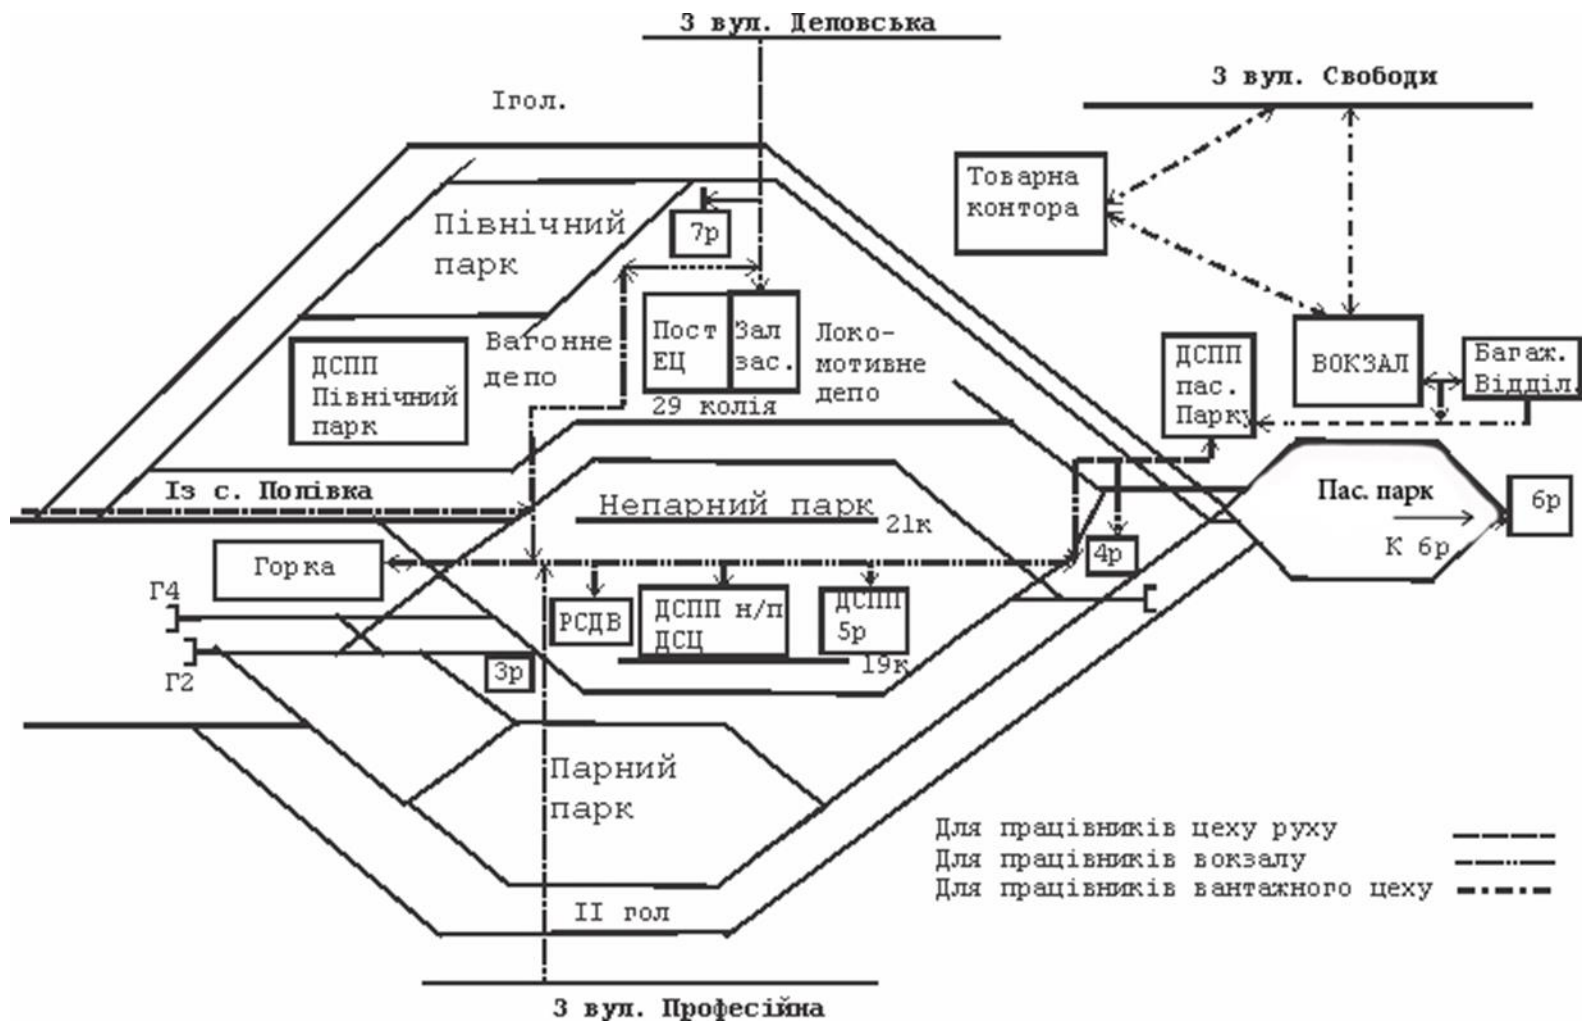 З вул. Деповська
З вул. Свободи
Iгол.
Товарна
контора
Північний
парк
7р
Пост
ЕЦ
Зал
зас.
Локо-
мотивне
депо
Вагонне
депо
ДСПП
Північний
парк
29 колія
ДСПП
пас.
Парку
ВОКЗАЛ
Багаж.
Відділ.
Із с. Попівка
Непарний парк
21к
Пас. парк
К 6р
6р
Горка
4р
Г4
РСДВ
ДСПП н/п
ДСЦ
ДСПП
5р
19к
Г2
3р
Парний
парк
Для працівників цеху руху
Для працівників вокзалу
Для працівників вантажного цеху
II гол
З вул. Професійна